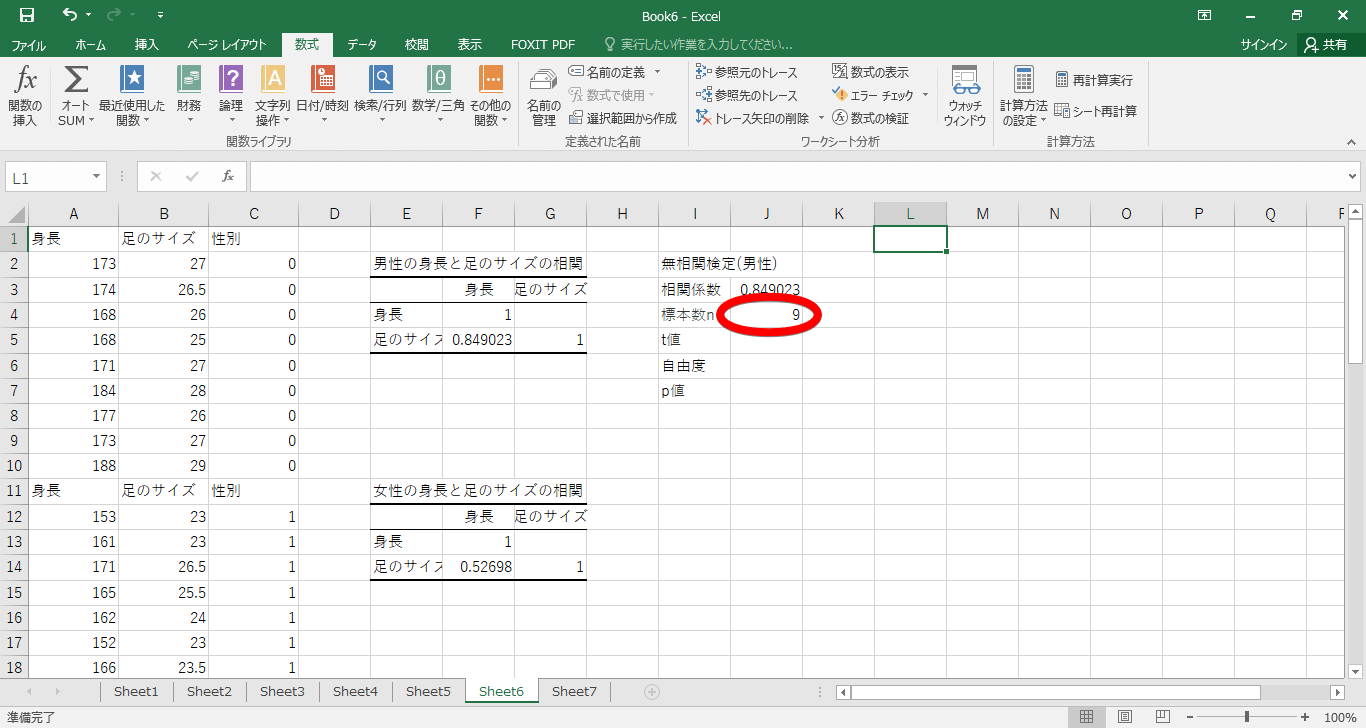 Book6 - Excel
ファイル ホーム 挿入 ページ レイアウト 数式 データ 校閲 表示 FOXIT PDF 実行したい作業を入力してください... サインイン 共有
fx Σ ? A θ
関数の オート 最近使用した 財務 論理 文字列 日付/時刻 検索/行列 数学/三角 その他の
挿入 SUM 関数 操作 関数
関数ライブラリ
名前の
管理
名前の定義
数式で使用
選択範囲から作成
定義された名前
参照元のトレース
参照先のトレース
トレース矢印の削除
数式の表示
エラー チェック
数式の検証
ワークシート分析
ウォッチ
ウィンドウ
計算方法
の設定
再計算実行
シート再計算
計算方法
L1 fx
A B C D E F G H I J K L M N O P Q
1 身長 足のサイズ 性別
2 173 27 0 男性の身長と足のサイズの相関 無相関検定(男性)
3 174 26.5 0 身長 足のサイズ 相関係数 0.849023
4 168 26 0 身長 1 標本数n 9
5 168 25 0 足のサイズ 0.849023 1 t値
6 171 27 0 自由度
7 184 28 0 p値
8 177 26 0
9 173 27 0
10 188 29 0
11 身長 足のサイズ 性別 女性の身長と足のサイズの相関
12 153 23 1 身長 足のサイズ
13 161 23 1 身長 1
14 171 26.5 1 足のサイズ 0.52698 1
15 165 25.5 1
16 162 24 1
17 152 23 1
18 166 23.5 1
Sheet1 Sheet2 Sheet3 Sheet4 Sheet5 Sheet6 Sheet7
準備完了 100%